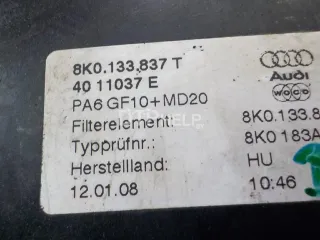 8K0.133.837 T
40 11037 E
Audi
PA6 GF10+MD20
woco
Filterelement: 8K0.133.8
Typprüfnr.: 8K0 183A
Herstellland: HU
12.01.08 10:46